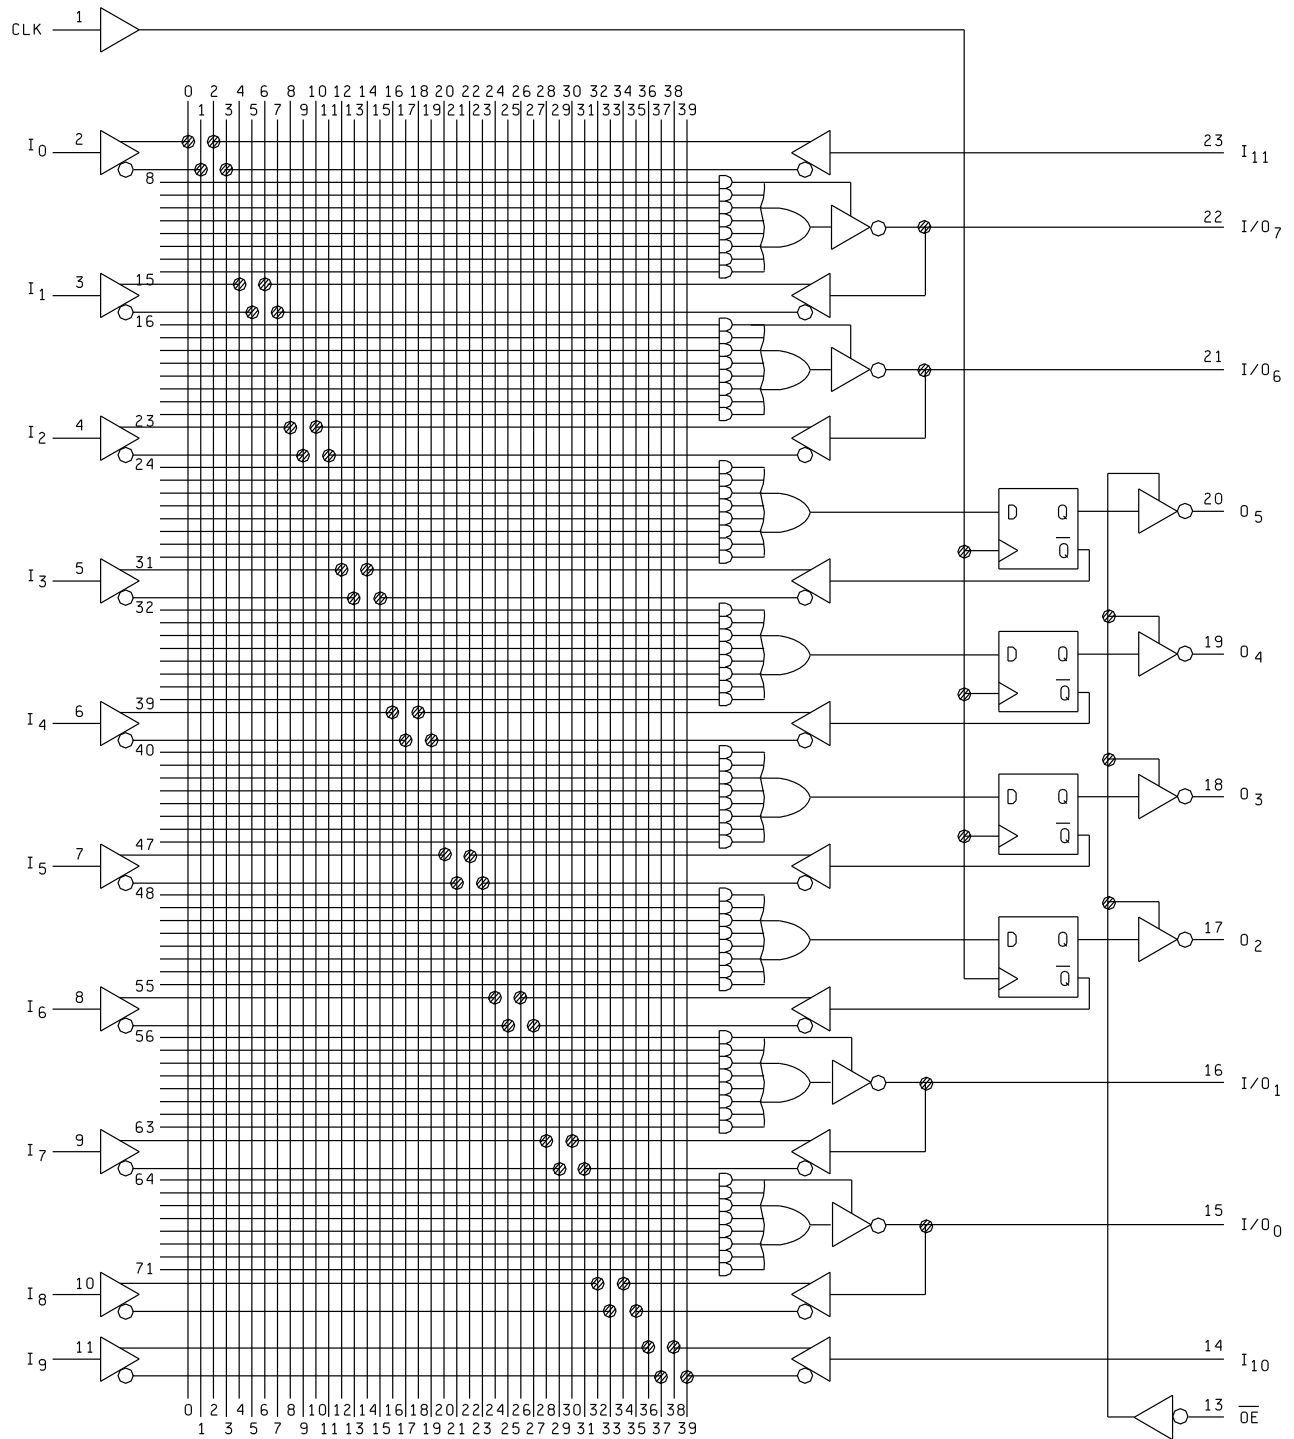 CLK 1
0 2 4 6 8 10 12 14 16 18 20 22 24 26 28 30 32 34 36 38
1 3 5 7 9 11 13 15 17 19 21 23 25 27 29 31 33 35 37 39
I0 2 23 I11
8
22 I/O7
I1 3 15
16
21 I/O6
I2 4 23
24
D Q 20 O5
Q
I3 5 31
32
D Q 19 O4
Q
I4 6 39
40
D Q 18 O3
Q
I5 7 47
48
D Q 17 O2
Q
I6 8 55
56
16 I/O1
I7 9 63
64
15 I/O0
71
I8 10
I9 11 14 I10
0 2 4 6 8 10 12 14 16 18 20 22 24 26 28 30 32 34 36 38
1 3 5 7 9 11 13 15 17 19 21 23 25 27 29 31 33 35 37 39
13 OE